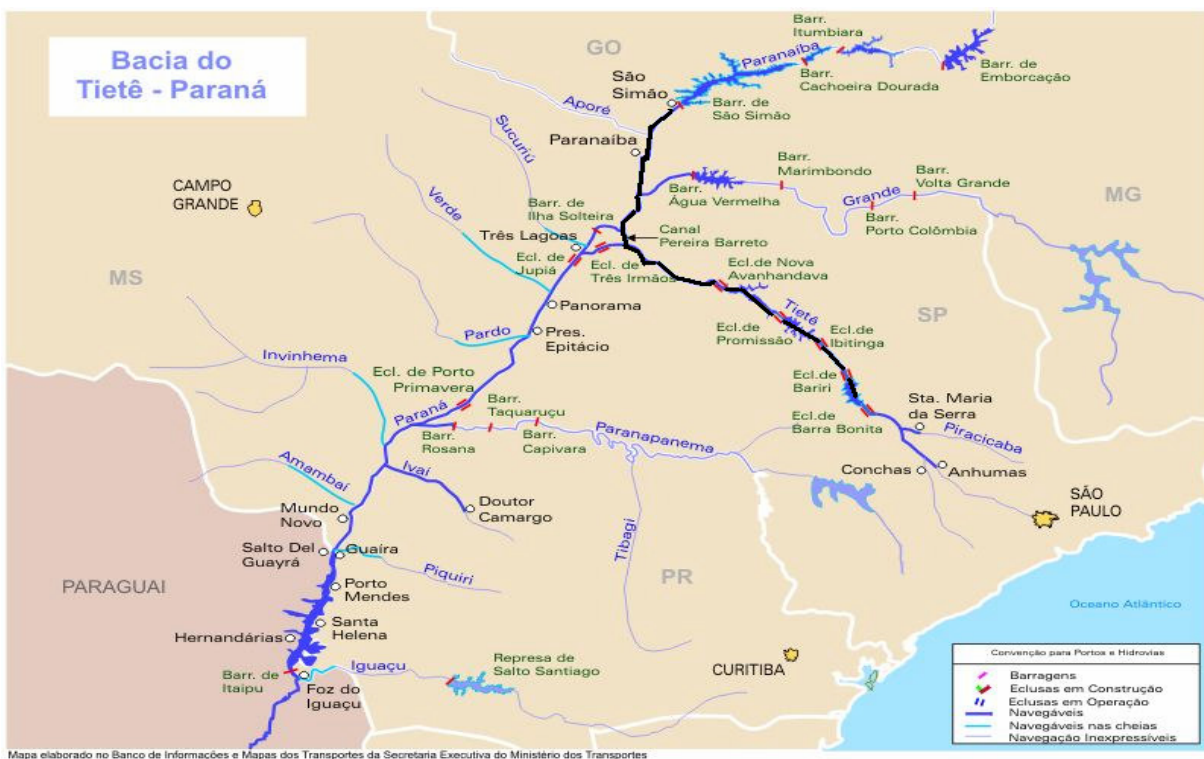 Bacia do
Tietê - Paraná
GO
Barr.
Itumbiara
Paranaíba
Barr.
Cachoeira Dourada
Barr. de
Emborcação
São
Simão
Barr. de
São Simão
Aporé
Sucuriú
Paranaíba
CAMPO
GRANDE
Verde
Barr. de
Ilha Solteira
Barr.
Água Vermelha
Barr.
Marimbondo
Barr.
Volta Grande
Grande
Barr.
Porto Colômbia
MG
Três Lagoas
Ecl. de
Jupiá
Canal
Pereira Barreto
Ecl. de
Três Irmãos
Ecl.de Nova
Avanhandava
MS
Panorama
Tietê
SP
Pardo
Pres.
Epitácio
Ecl.de
Promissão
Ecl.de
Ibitinga
Invinhema
Ecl. de Porto
Primavera
Ecl.de
Bariri
Sta. Maria
da Serra
Paraná
Barr.
Taquaruçu
Ecl.de
Barra Bonita
Piracicaba
Barr.
Rosana
Barr.
Capivara
Paranapanema
Amambaí
Ivaí
Conchas
Anhumas
Doutor
Camargo
SÃO
PAULO
Mundo
Novo
Tibagi
Salto Del
Guayrá
Guaíra
Piquiri
PARAGUAI
Porto
Mendes
PR
Oceano Atlântico
Santa
Helena
Hernandárias
Iguaçu
Represa de
Salto Santiago
CURITIBA
Barr. de
Itaipu
Foz do
Iguaçu
Convenção para Portos e Hidrovias
Barragens
Eclusas em Construção
Eclusas em Operação
Navegáveis
Navegáveis nas cheias
Navegação Inexpressíveis
Mapa elaborado no Banco de Informações e Mapas dos Transportes da Secretaria Executiva do Ministério dos Transportes